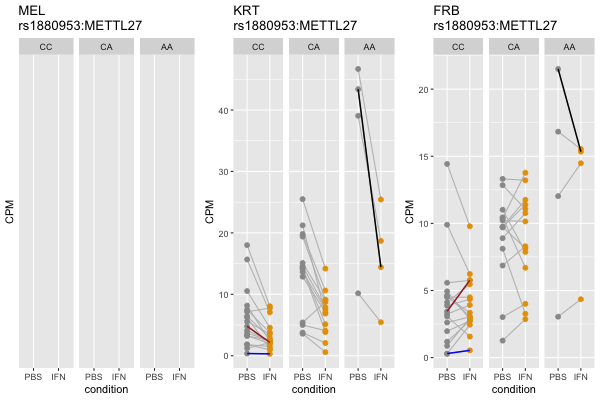 MEL
rs1880953:METTL27
CC CA AA
CPM
PBS IFN PBS IFN PBS IFN
condition
KRT
rs1880953:METTL27
CC CA AA
40
30
20
10
0
CPM
PBS IFN PBS IFN PBS IFN
condition
FRB
rs1880953:METTL27
CC CA AA
20
15
10
5
0
CPM
PBS IFN PBS IFN PBS IFN
condition